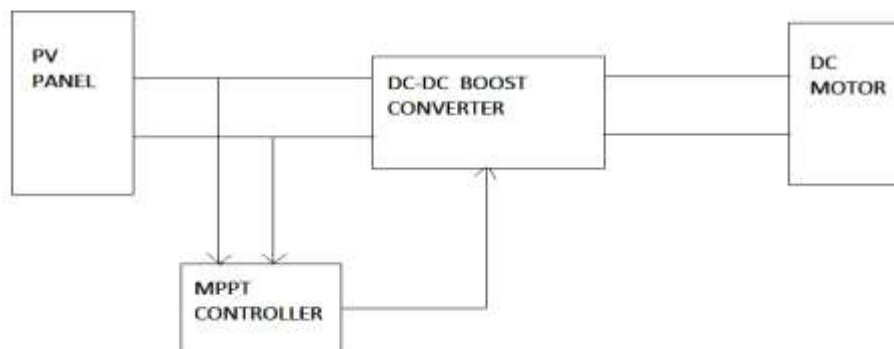 PV
PANEL
DC-DC BOOST
CONVERTER
DC
MOTOR
MPPT
CONTROLLER